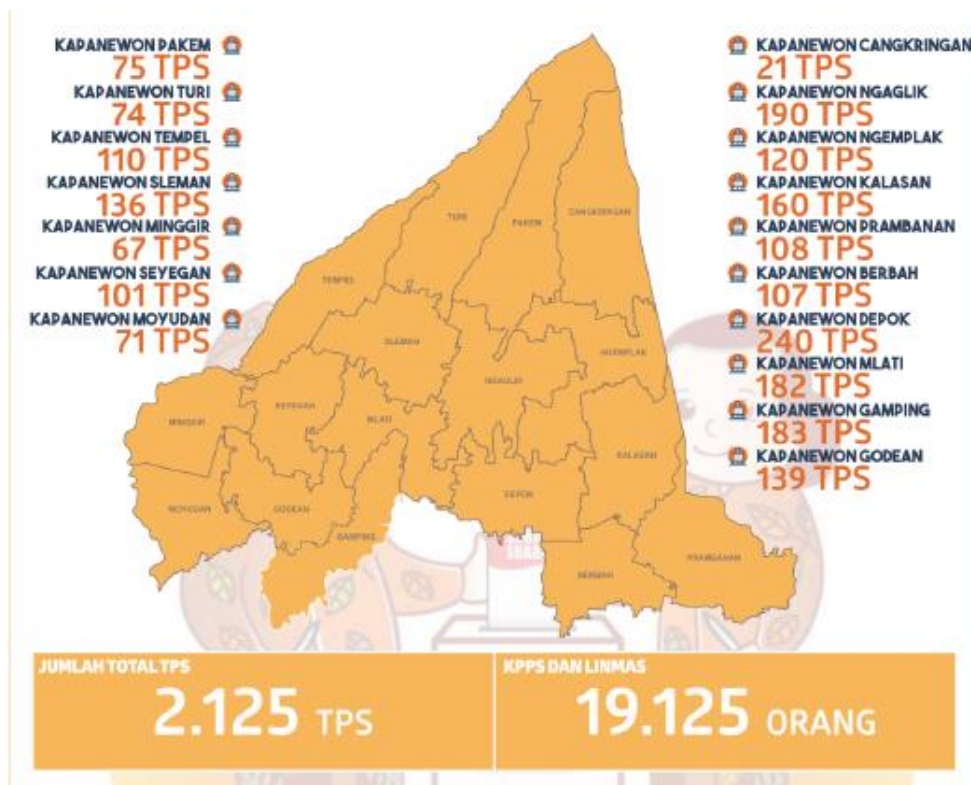 KAPANEWON PAKEM
75 TPS
KAPANEWON TURI
74 TPS
KAPANEWON TEMPEL
110 TPS
KAPANEWON SLEMAN
136 TPS
KAPANEWON MINGGIR
67 TPS
KAPANEWON SEYEGAN
101 TPS
KAPANEWON MOYUDAN
71 TPS
KAPANEWON CANGKRINGAN
21 TPS
KAPANEWON NGAGLIK
190 TPS
KAPANEWON NGEMPLAK
120 TPS
KAPANEWON KALASAN
160 TPS
KAPANEWON PRAMBANAN
108 TPS
KAPANEWON BERBAH
107 TPS
KAPANEWON DEPOK
240 TPS
KAPANEWON MLATI
182 TPS
KAPANEWON GAMPING
183 TPS
KAPANEWON GODEAN
139 TPS
TURI
PAKEM
CANGKRINGAN
TEMPEL
SLEMAN
NGEMPLAK
NGAGLIK
SEYEGAN
MLATI
MINGGIR
KALASAN
DEPOK
MOYUDAN
GODEAN
GAMPING
PRAMBANAN
BERBAH
JUMLAH TOTAL TPS
2.125 TPS
KPPS DAN LINMAS
19.125 ORANG